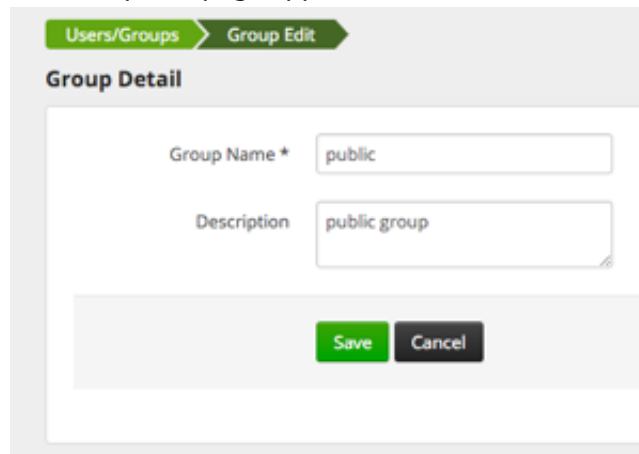 Users/Groups Group Edit
Group Detail
Group Name * public
Description public group
Save Cancel